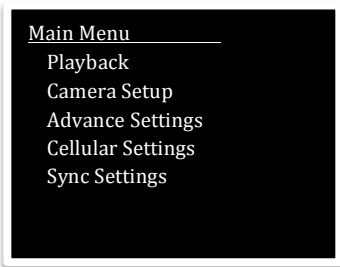 Main Menu
Playback
Camera Setup
Advance Settings
Cellular Settings
Sync Settings